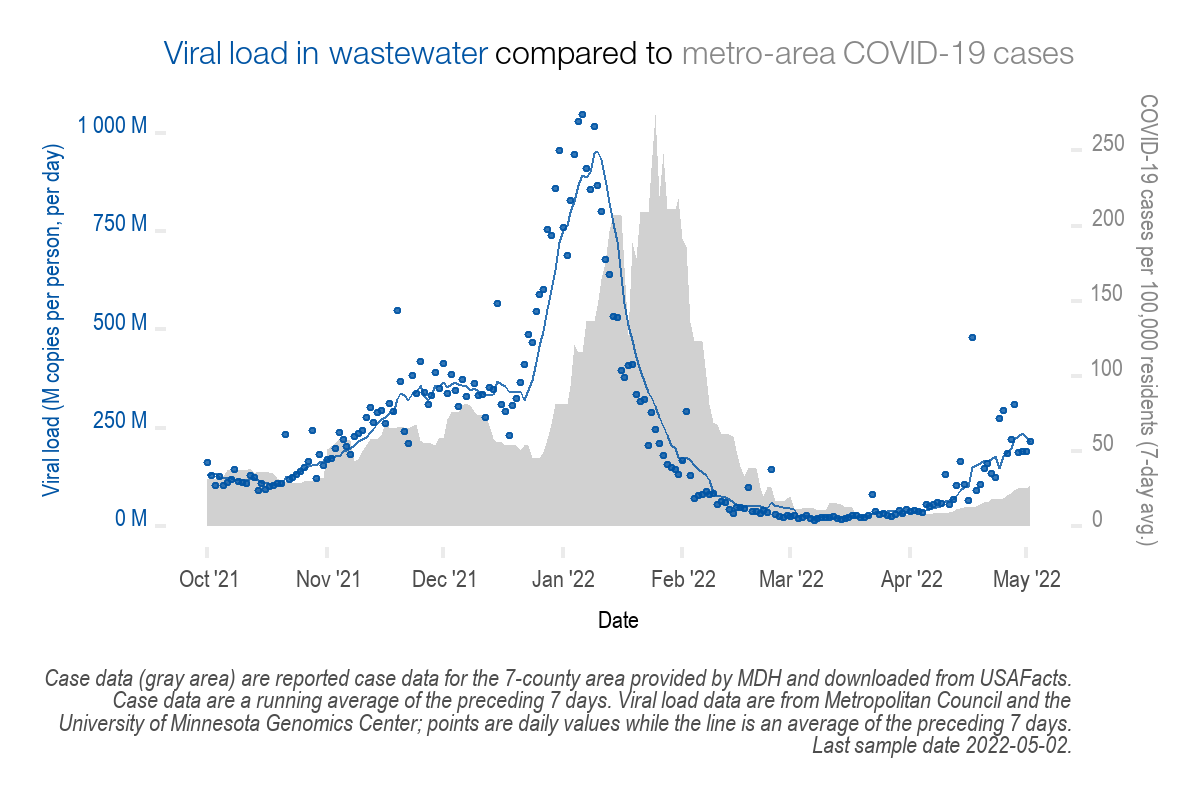 Viral load in wastewater compared to metro-area COVID-19 cases
Viral load (M copies per person, per day)
1 000 M
750 M
500 M
250 M
0 M
COVID-19 cases per 100,000 residents (7-day avg.)
250
200
150
100
50
0
Oct '21
Nov '21
Dec '21
Jan '22
Feb '22
Mar '22
Apr '22
May '22
Date
Case data (gray area) are reported case data for the 7-county area provided by MDH and downloaded from USAFacts.
Case data are a running average of the preceding 7 days. Viral load data are from Metropolitan Council and the
University of Minnesota Genomics Center; points are daily values while the line is an average of the preceding 7 days.
Last sample date 2022-05-02.